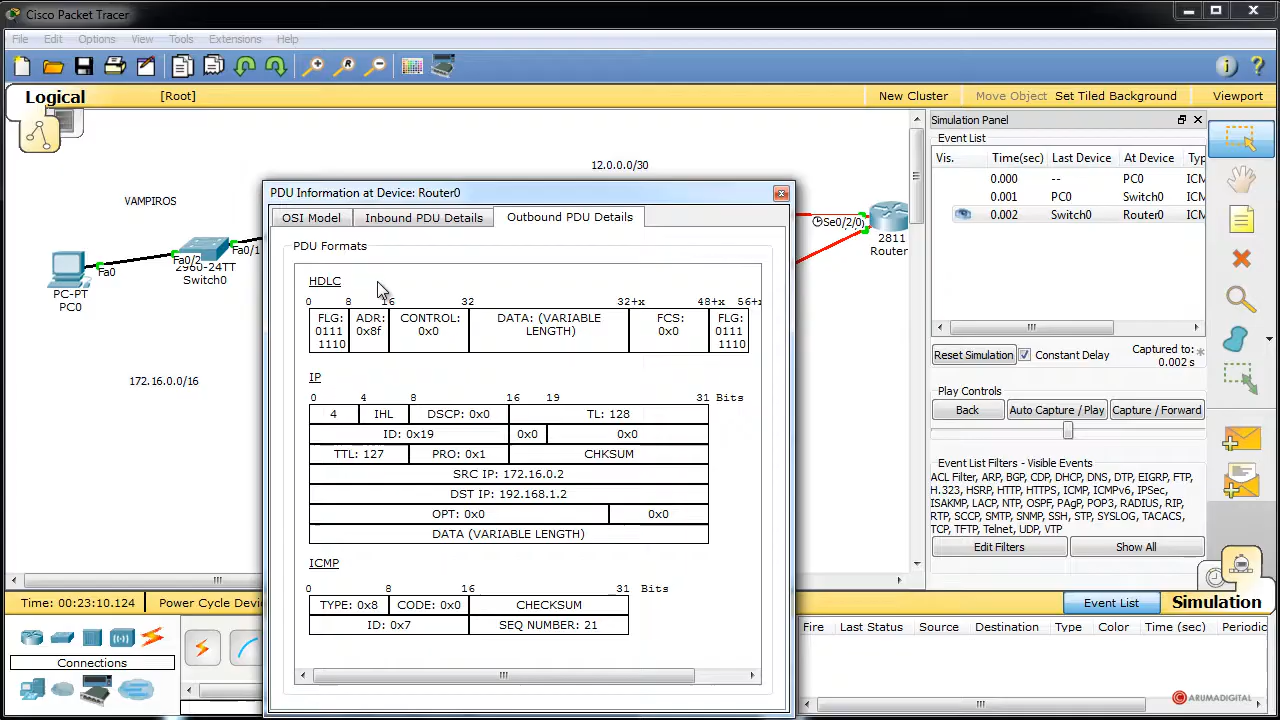 Cisco Packet Tracer
File Edit Options View Tools Extensions Help
Logical [Root] New Cluster Move Object Set Tiled Background Viewport
12.0.0.0/30
VAMPIROS
PC-PT
PC0
Fa0
Fa0/2
Fa0/1
2960-24TT
Switch0
172.16.0.0/16
Se0/2/0
2811
Router
PDU Information at Device: Router0
OSI Model Inbound PDU Details Outbound PDU Details
PDU Formats
HDLC
0 8 16 32 32+x 48+x 56+x
FLG: 0111 1110
ADR: 0x8f
CONTROL: 0x0
DATA: (VARIABLE LENGTH)
FCS: 0x0
FLG: 0111 1110
IP
0 4 8 16 19 31 Bits
4 IHL DSCP: 0x0 TL: 128
ID: 0x19 0x0 0x0
TTL: 127 PRO: 0x1 CHKSUM
SRC IP: 172.16.0.2
DST IP: 192.168.1.2
OPT: 0x0 0x0
DATA (VARIABLE LENGTH)
ICMP
0 8 16 31 Bits
TYPE: 0x8 CODE: 0x0 CHECKSUM
ID: 0x7 SEQ NUMBER: 21
Simulation Panel
Event List
Vis. Time(sec) Last Device At Device Typ
0.000 -- PC0 ICM
0.001 PC0 Switch0 ICM
0.002 Switch0 Router0 ICM
Reset Simulation Constant Delay Captured to:
0.002 s
Play Controls
Back Auto Capture / Play Capture / Forward
Event List Filters - Visible Events
ACL Filter, ARP, BGP, CDP, DHCP, DNS, DTP, EIGRP, FTP,
H.323, HSRP, HTTP, HTTPS, ICMP, ICMPv6, IPSec,
ISAKMP, LACP, NTP, OSPF, PAgP, POP3, RADIUS, RIP,
RTP, SCCP, SMTP, SNMP, SSH, STP, SYSLOG, TACACS,
TCP, TFTP, Telnet, UDP, VTP
Edit Filters Show All
Time: 00:23:10.124 Power Cycle Devi
Event List Simulation
Connections
Fire Last Status Source Destination Type Color Time (sec) Periodic
CARUMADIGITAL